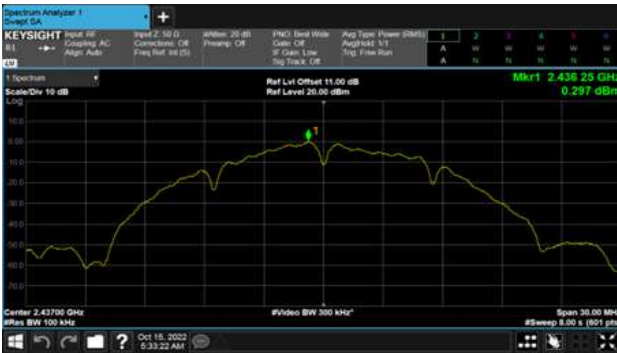 Spectrum Analyzer 1
Swept SA
+
KEYSIGHT Input: RF Input Z: 50 Ω #Atten: 20 dB PNO: Best Wide Avg Type: Power (RMS) 1 2 3 4 5 6
RL Coupling: AC Corrections: Off Preamp: Off Gate: Off Avg|Hold: 1/1 A W W W W W
Align: Auto Freq Ref: Int (S) IF Gain: Low Trig: Free Run
Sig Track: Off A N N N N N
LW
1 Spectrum
Ref Lvl Offset 11.00 dB Mkr1 2.436 25 GHz
Scale/Div 10 dB Ref Level 20.00 dBm 0.297 dBm
Log
10.0
0.00 1
-10.0
-20.0
-30.0
-40.0
-50.0
-60.0
-70.0
Center 2.43700 GHz #Video BW 300 kHz* Span 30.00 MH
#Res BW 100 kHz #Sweep 8.00 s (601 pts
? Oct 15, 2022
5:33:22 AM